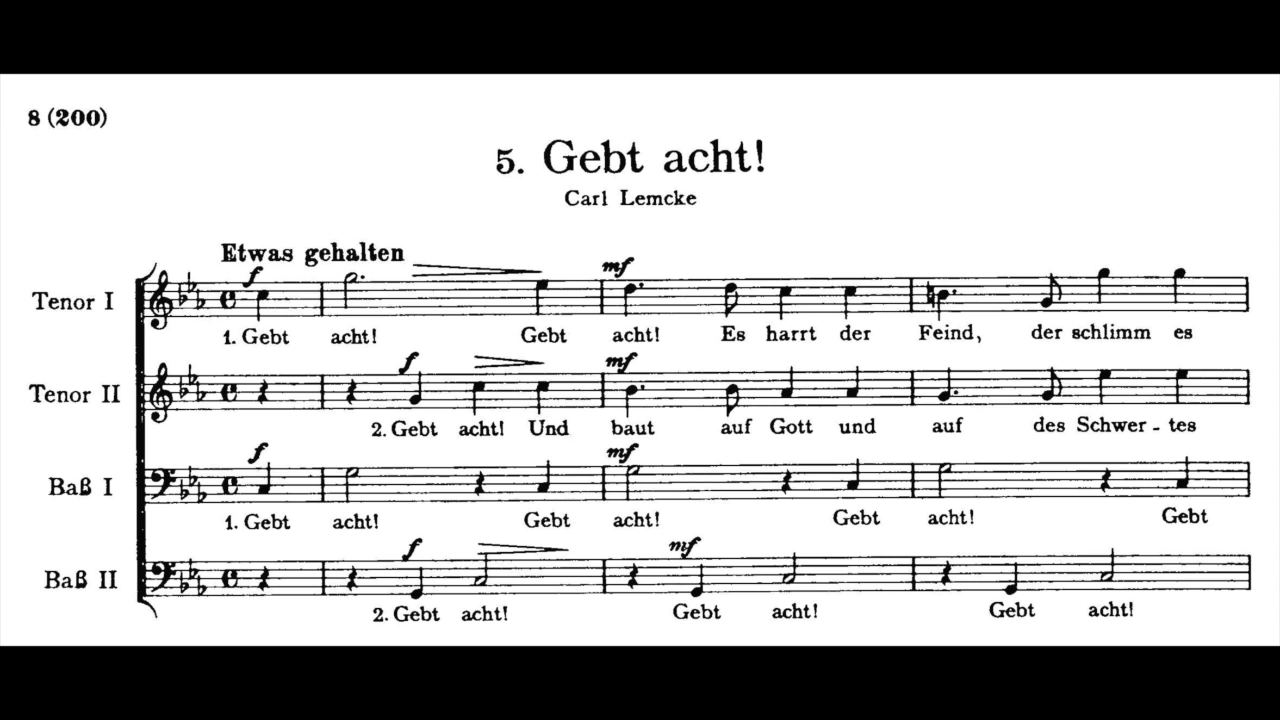 8 (200)
5. Gebt acht!
Carl Lemcke
Etwas gehalten
f mf
Tenor I
1. Gebt acht! Gebt acht! Es harrt der Feind, der schlimm es
f mf
Tenor II
2. Gebt acht! Und baut auf Gott und auf des Schwer - tes
f mf
Baß I
1. Gebt acht! Gebt acht! Gebt acht! Gebt
f mf
Baß II
2. Gebt acht! Gebt acht! Gebt acht!